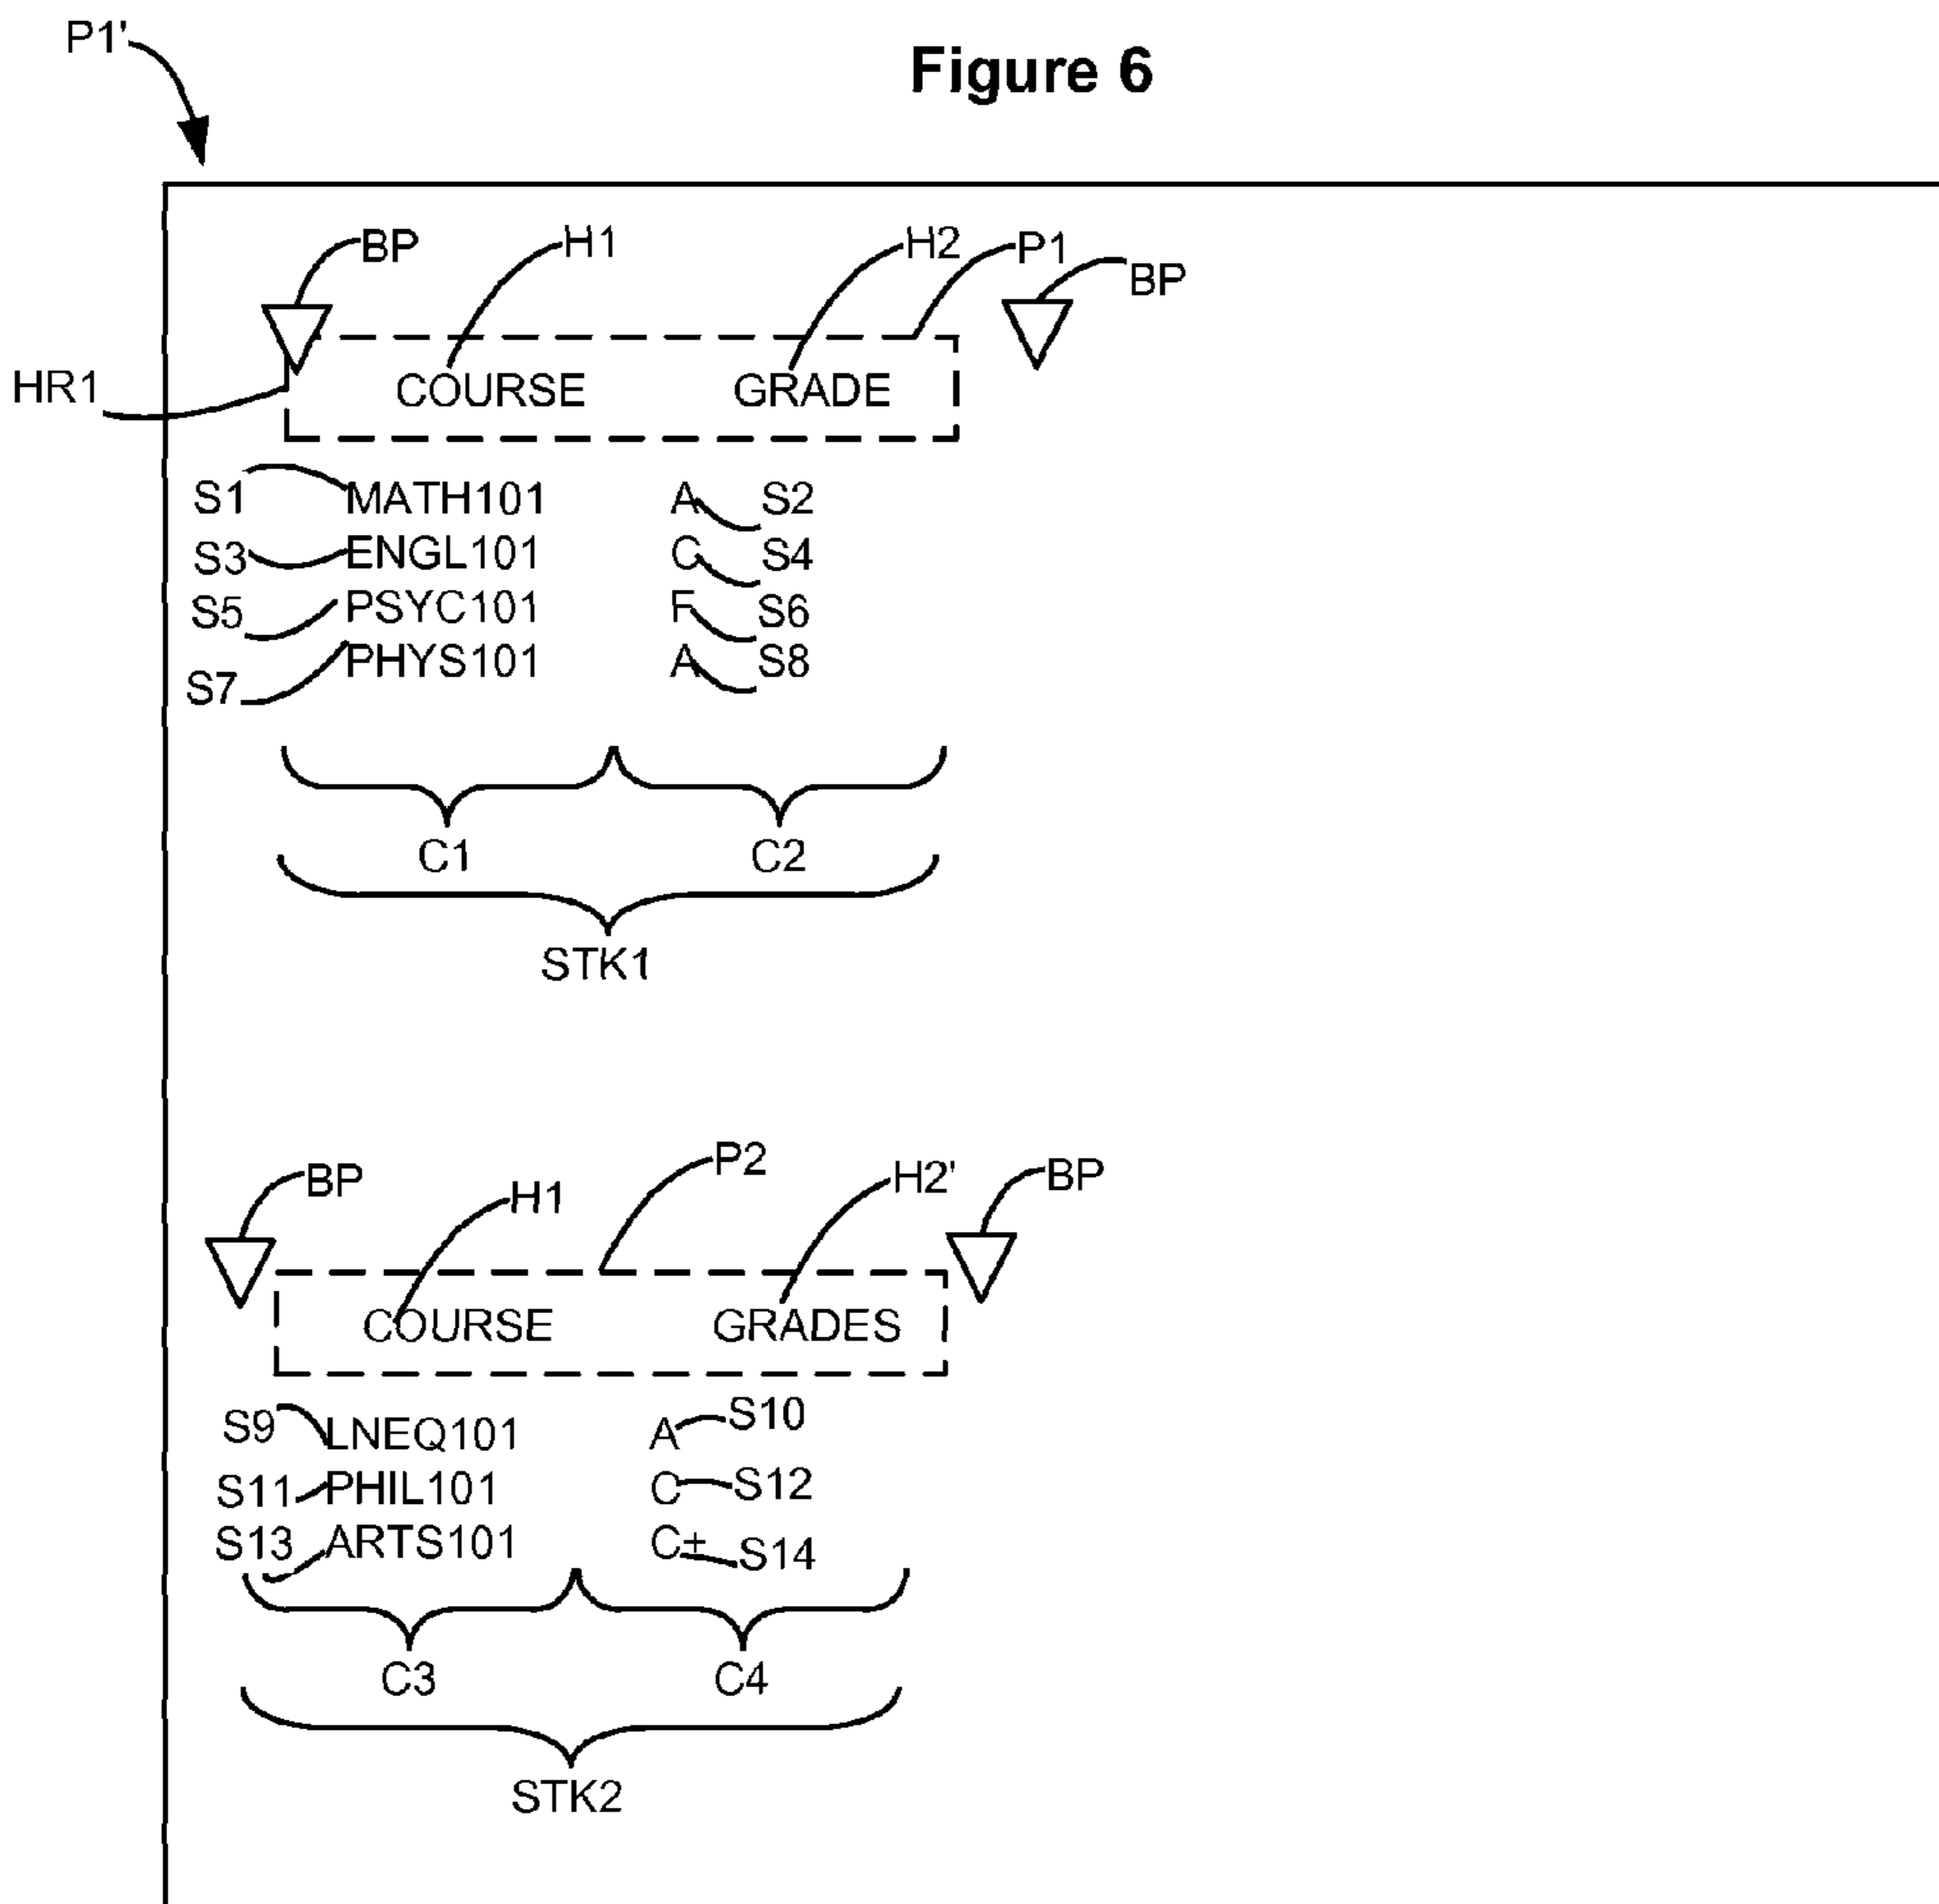 P1'
Figure 6
BP H1 H2 P1 BP
HR1 COURSE GRADE
S1 MATH101 A S2
S3 ENGL101 C S4
S5 PSYC101 F S6
S7 PHYS101 A S8
C1 C2
STK1
BP H1 P2 H2' BP
COURSE GRADES
S9 LNEQ101 A S10
S11 PHIL101 C S12
S13 ARTS101 C+ S14
C3 C4
STK2